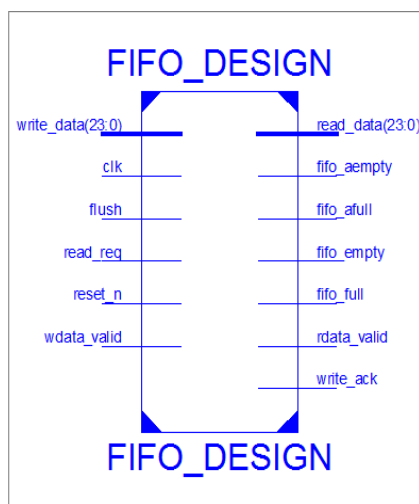 FIFO_DESIGN
write_data(23:0) read_data(23:0)
clk fifo_aempty
flush fifo_afull
read_req fifo_empty
reset_n fifo_full
wdata_valid rdata_valid
write_ack
FIFO_DESIGN